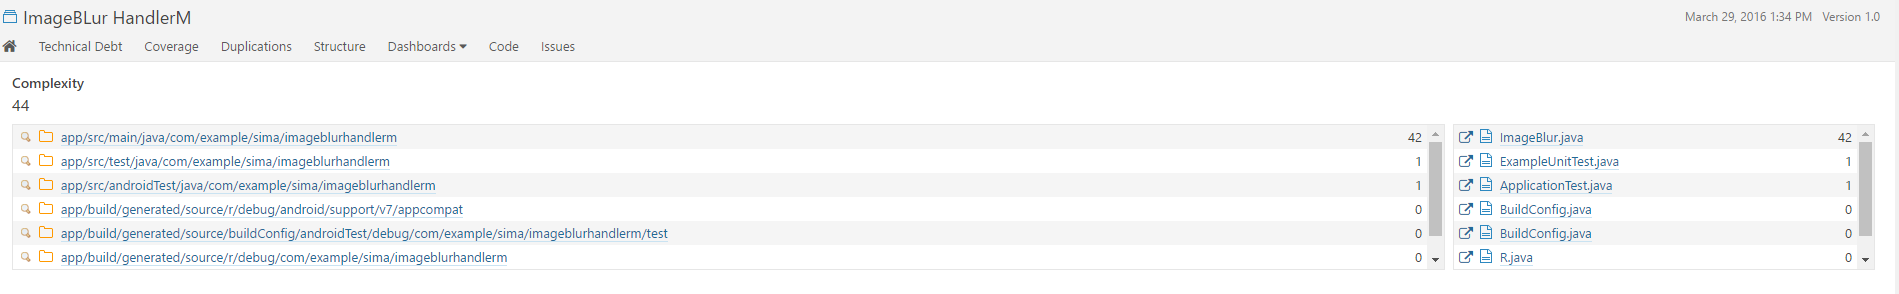 ImageBLur HandlerM
March 29, 2016 1:34 PM Version 1.0
Technical Debt Coverage Duplications Structure Dashboards Code Issues
Complexity
44
app/src/main/java/com/example/sima/imageblurhandlerm 42
app/src/test/java/com/example/sima/imageblurhandlerm 1
app/src/androidTest/java/com/example/sima/imageblurhandlerm 1
app/build/generated/source/r/debug/android/support/v7/appcompat 0
app/build/generated/source/buildConfig/androidTest/debug/com/example/sima/imageblurhandlerm/test 0
app/build/generated/source/r/debug/com/example/sima/imageblurhandlerm 0
ImageBlur.java 42
ExampleUnitTest.java 1
ApplicationTest.java 1
BuildConfig.java 0
BuildConfig.java 0
R.java 0